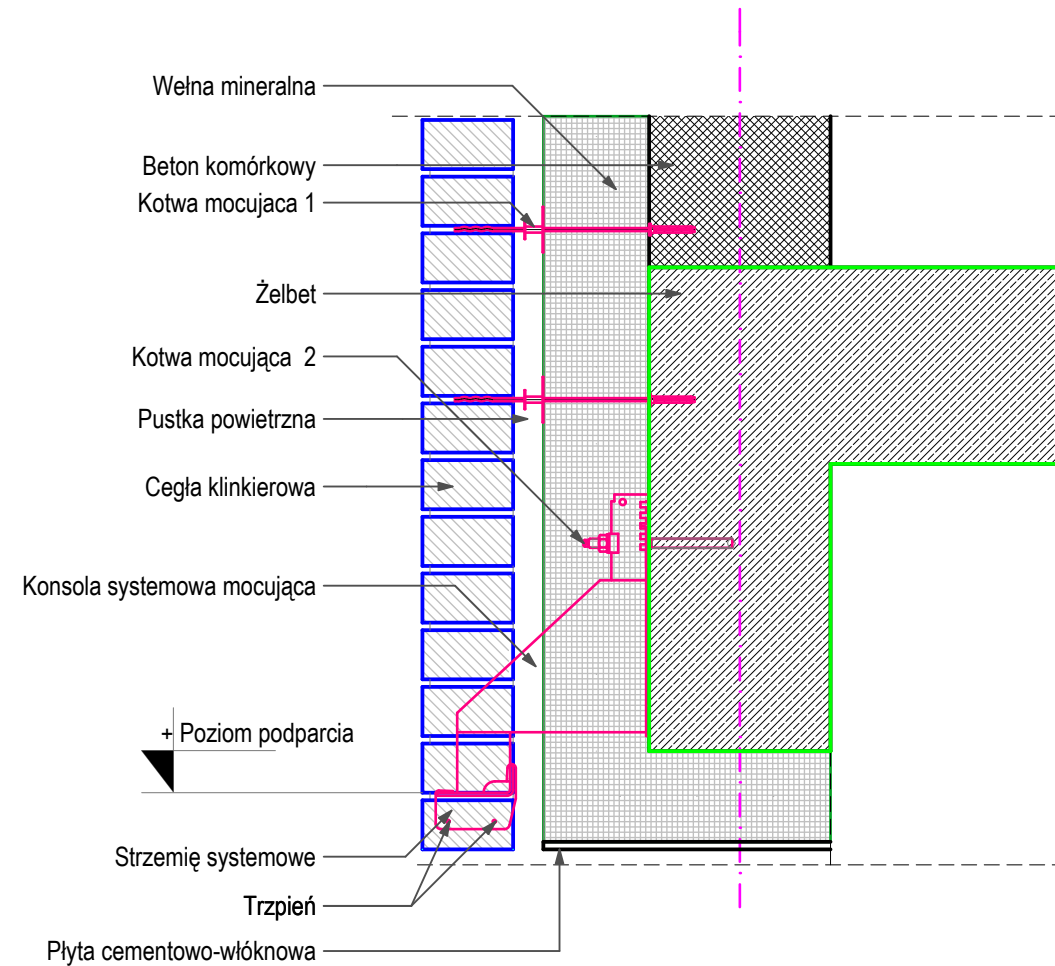 Wełna mineralna
Beton komórkowy
Kotwa mocujaca 1
Żelbet
Kotwa mocująca 2
Pustka powietrzna
Cegła klinkierowa
Konsola systemowa mocująca
+ Poziom podparcia
Strzemię systemowe
Trzpień
Płyta cementowo-włóknowa